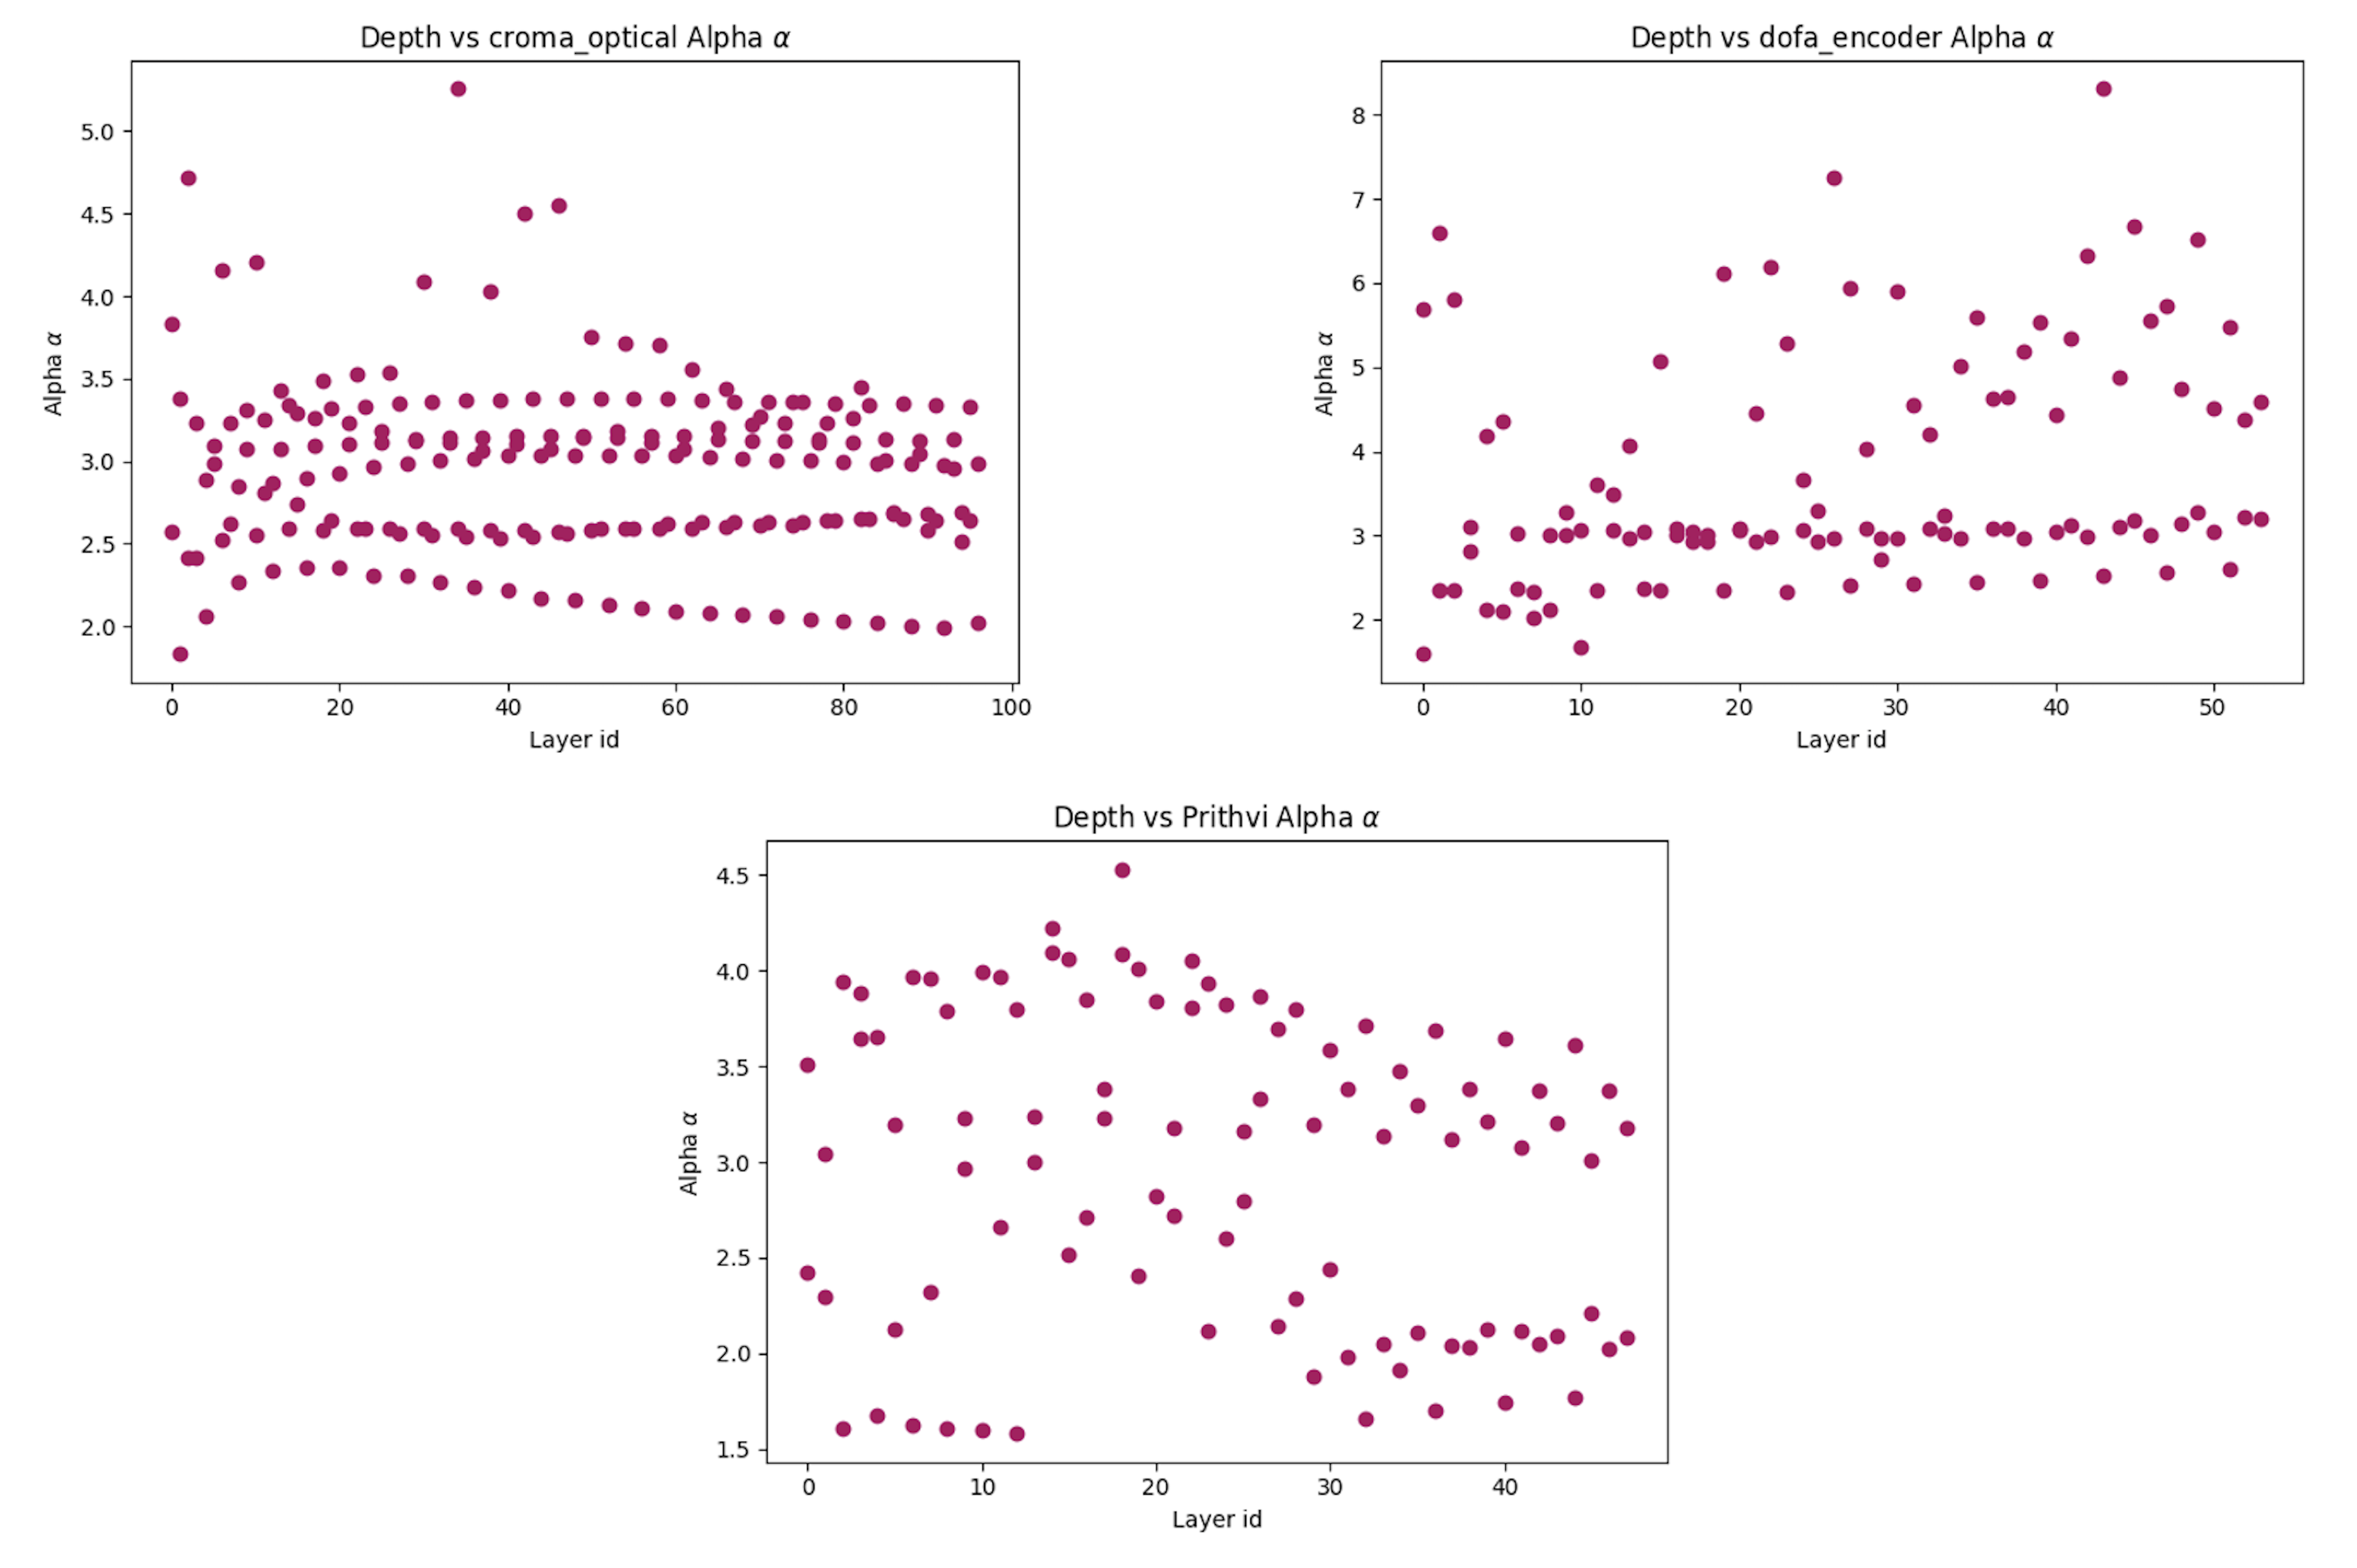 Depth vs croma_optical Alpha α
Alpha α
5.0
4.5
4.0
3.5
3.0
2.5
2.0
0 20 40 60 80 100
Layer id
Depth vs dofa_encoder Alpha α
Alpha α
8
7
6
5
4
3
2
0 10 20 30 40 50
Layer id
Depth vs Prithvi Alpha α
Alpha α
4.5
4.0
3.5
3.0
2.5
2.0
1.5
0 10 20 30 40
Layer id